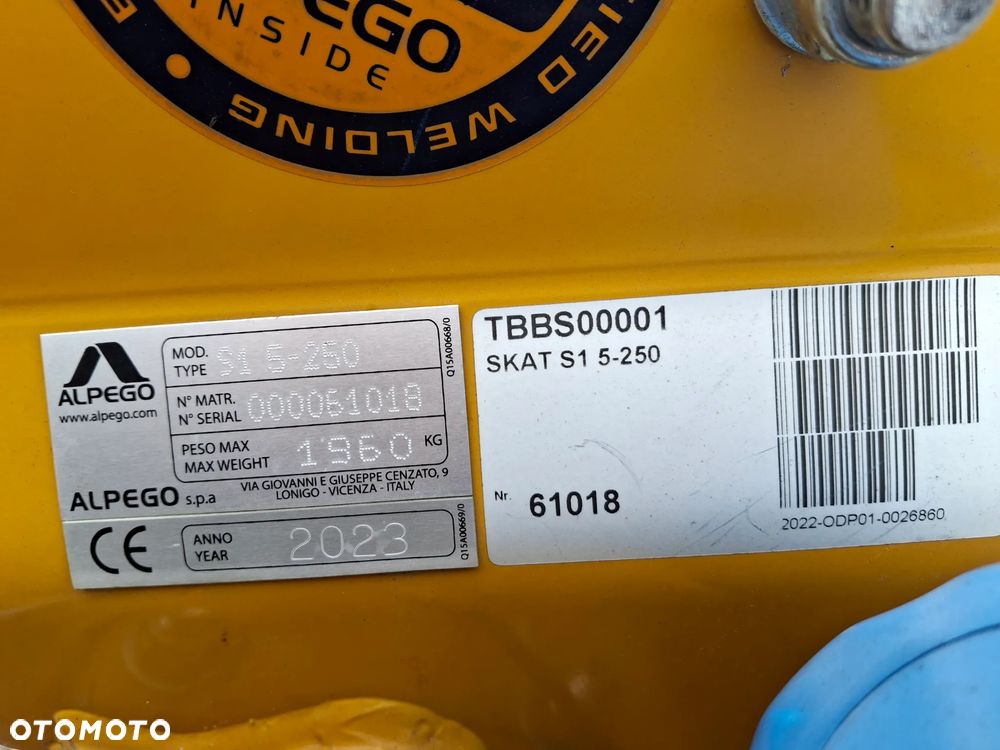 PEGO
INSIDE
IED WELDING
E
ALPEGO
www.alpego.com
MOD.
TYPE
S1 5-250
N° MATR.
N° SERIAL
000061018
PESO MAX
MAX WEIGHT
1960 KG
Q15A00668/0
ALPEGO s.p.a
VIA GIOVANNI E GIUSEPPE CENZATO, 9
LONIGO - VICENZA - ITALY
CE
ANNO
YEAR
2023
Q15A00669/0
TBBS00001
SKAT S1 5-250
Nr. 61018
2022-ODP01-0026860
OTOMOTO